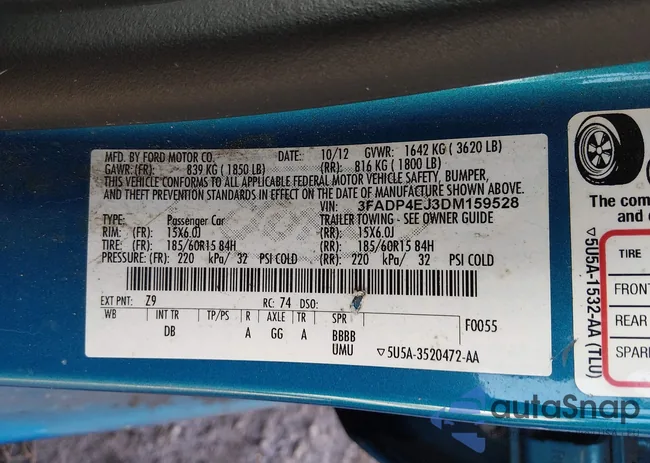 MFD. BY FORD MOTOR CO. DATE: 10/12 GVWR: 1642 KG ( 3620 LB)
GAWR: (FR): 839 KG ( 1850 LB) (RR): 816 KG ( 1800 LB)
THIS VEHICLE CONFORMS TO ALL APPLICABLE FEDERAL MOTOR VEHICLE SAFETY, BUMPER,
AND THEFT PREVENTION STANDARDS IN EFFECT ON THE DATE OF MANUFACTURE SHOWN ABOVE.
VIN: 3FADP4EJ3DM159528
TYPE: Passenger Car TRAILER TOWING - SEE OWNER GUIDE
RIM: (FR) 15X6.0J (RR): 15X6.0J
TIRE: (FR): 185/60R15 84H (RR): 185/60R15 84H
PRESSURE: (FR): 220 kPa/ 32 PSI COLD (RR): 220 kPa/ 32 PSI COLD
EXT PNT: Z9 RC: 74 DSO:
WB INT TR TP/PS R AXLE TR SPR F0055
DB A GG A BBBB
UMU ▽5U5A-3520472-AA
▽5U5A-1532-AA (TLU)
The com
and c
TIRE
FRONT
REAR
SPARE
autoSnap